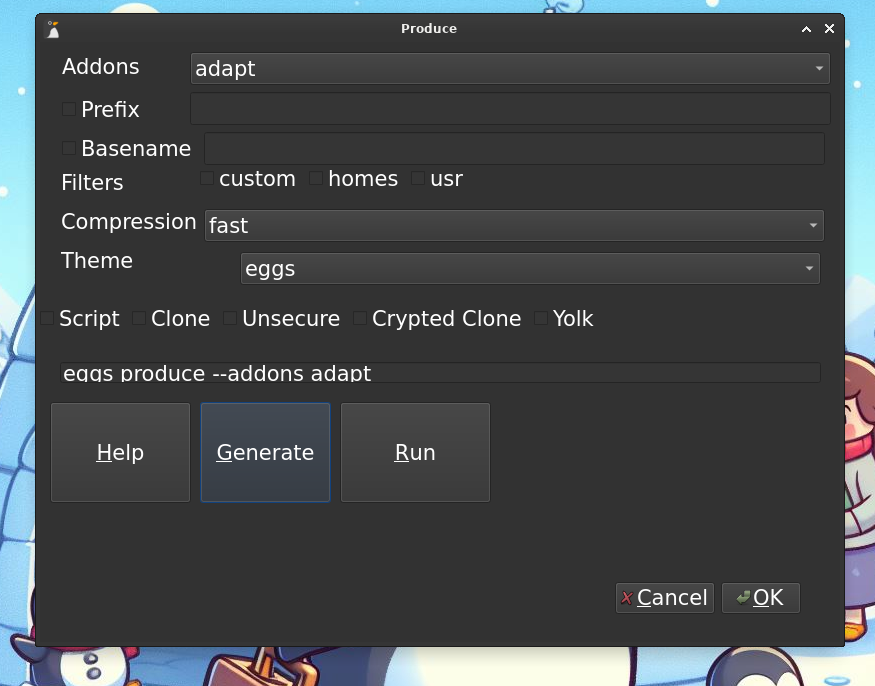 Produce
Addons adapt
Prefix
Basename
Filters custom homes usr
Compression fast
Theme eggs
Script Clone Unsecure Crypted Clone Yolk
eggs produce --addons adapt
Help Generate Run
Cancel OK